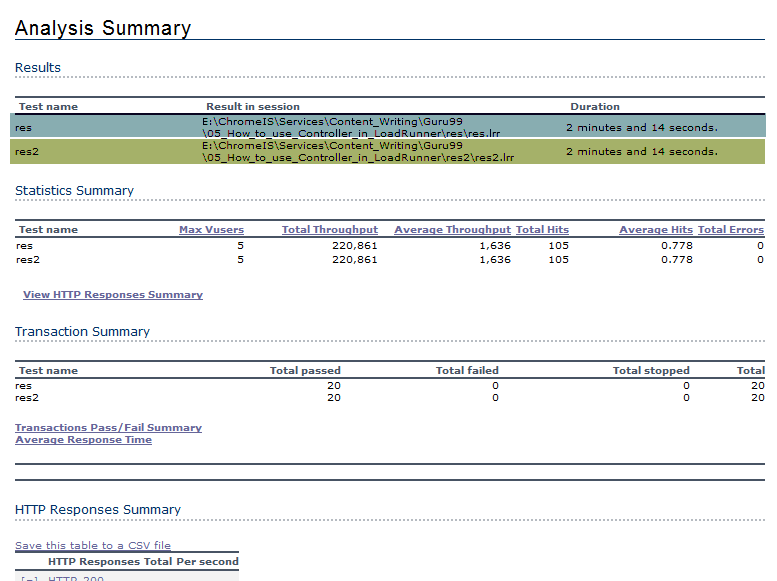 Analysis Summary
Results
Test name Result in session Duration
res E:\ChromeIS\Services\Content_Writing\Guru99
\05_How_to_use_Controller_in_LoadRunner\res\res.lrr 2 minutes and 14 seconds.
res2 E:\ChromeIS\Services\Content_Writing\Guru99
\05_How_to_use_Controller_in_LoadRunner\res2\res2.lrr 2 minutes and 14 seconds.
Statistics Summary
Test name Max Vusers Total Throughput Average Throughput Total Hits Average Hits Total Errors
res 5 220,861 1,636 105 0.778 0
res2 5 220,861 1,636 105 0.778 0
View HTTP Responses Summary
Transaction Summary
Test name Total passed Total failed Total stopped Total
res 20 0 0 20
res2 20 0 0 20
Transactions Pass/Fail Summary
Average Response Time
HTTP Responses Summary
Save this table to a CSV file
HTTP Responses Total Per second
[-] HTTP_200